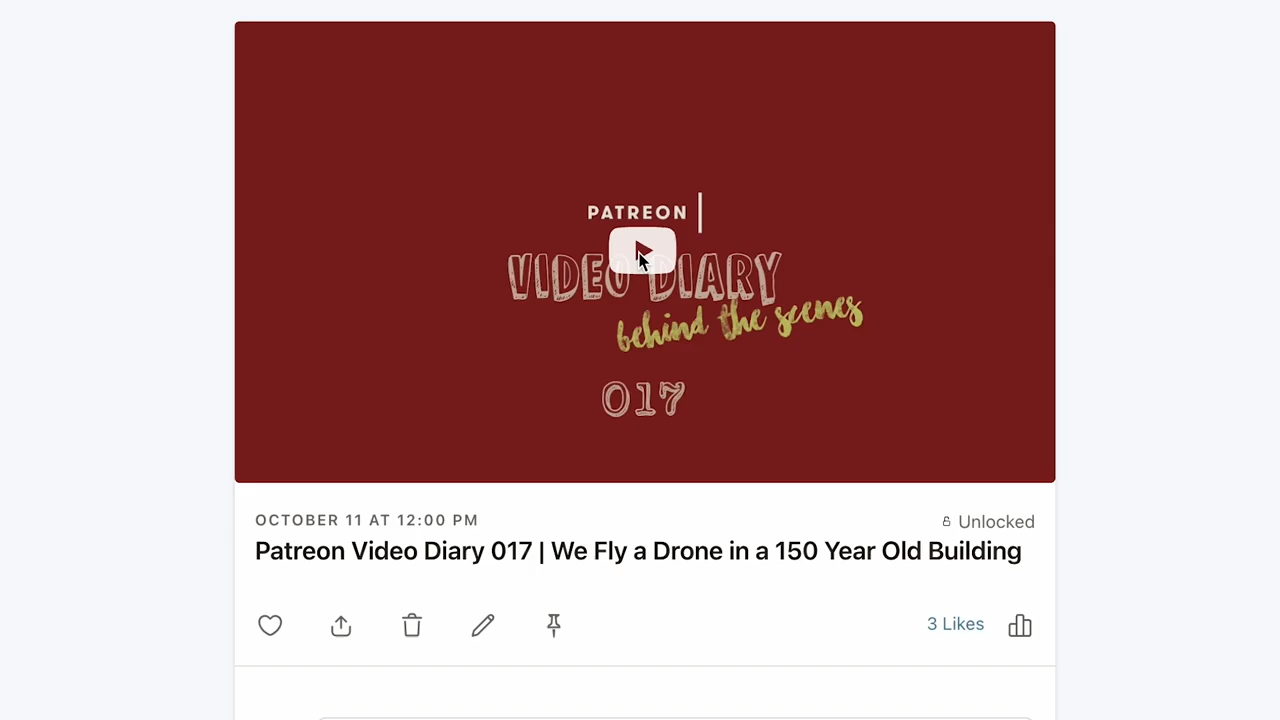 PATREON
VIDEO DIARY
behind the scenes
017
OCTOBER 11 AT 12:00 PM
Unlocked
Patreon Video Diary 017 | We Fly a Drone in a 150 Year Old Building
3 Likes